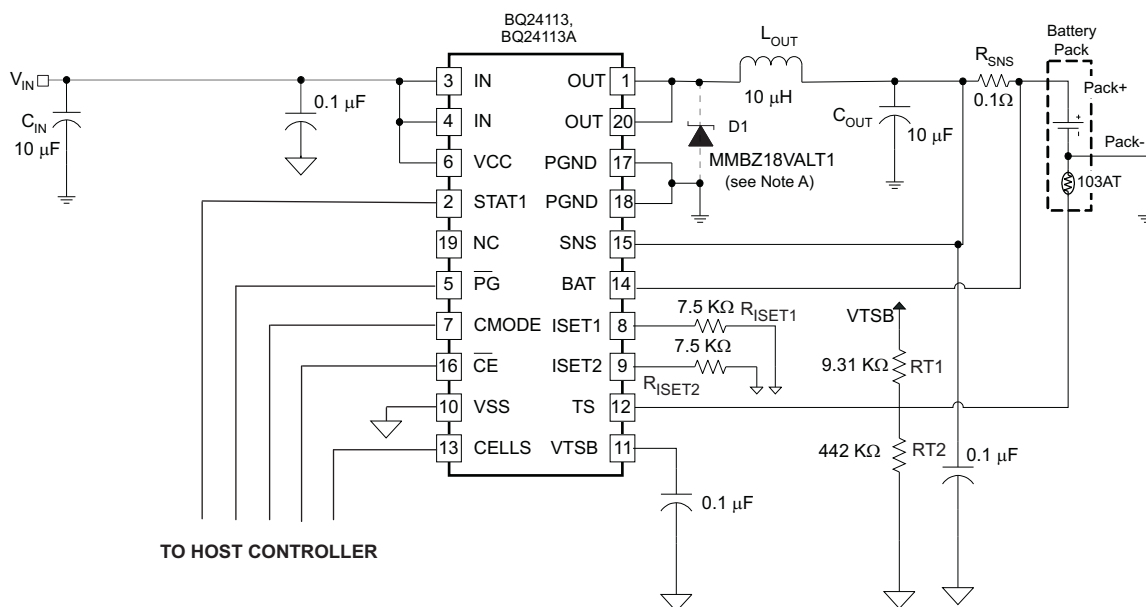 BQ24113,
BQ24113A
V_IN
C_IN
10 μF
0.1 μF
3 IN
4 IN
6 VCC
2 STAT1
19 NC
5 P̅G̅
7 CMODE
16 C̅E̅
10 VSS
13 CELLS
OUT 1
OUT 20
PGND 17
PGND 18
SNS 15
BAT 14
ISET1 8
ISET2 9
TS 12
VTSB 11
L_OUT
10 μH
D1
MMBZ18VALT1
(see Note A)
C_OUT
10 μF
R_SNS
0.1Ω
Battery
Pack
Pack+
+
-
Pack-
103AT
7.5 KΩ
R_ISET1
7.5 KΩ
R_ISET2
VTSB
9.31 KΩ RT1
442 KΩ RT2
0.1 μF
0.1 μF
TO HOST CONTROLLER